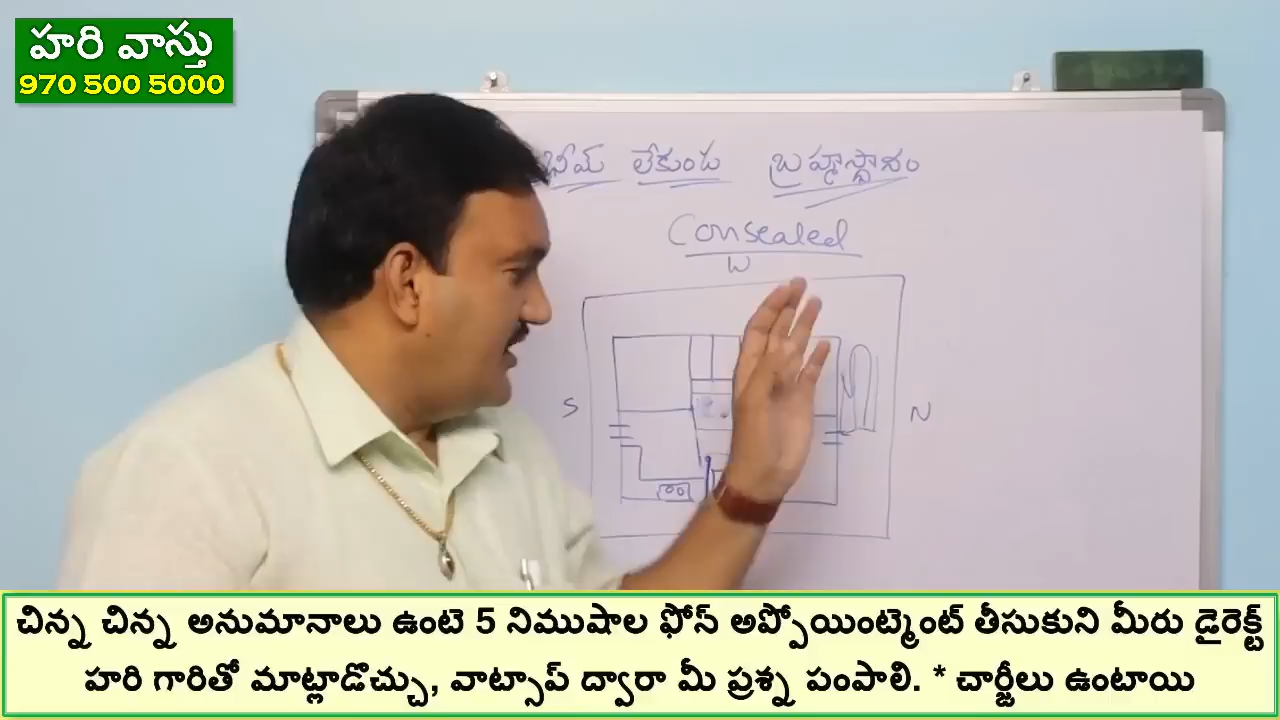 హరి వాస్తు
970 500 5000
భీమ్ లేకుండ బ్రహ్మస్థానం
Consealed
W
S
N
చిన్న చిన్న అనుమానాలు ఉంటె 5 నిముషాల ఫోన్ అప్పోయింట్మెంట్ తీసుకుని మీరు డైరెక్ట్
హరి గారితో మాట్లాడొచ్చు, వాట్సాప్ ద్వారా మీ ప్రశ్న పంపాలి. * చార్జీలు ఉంటాయి